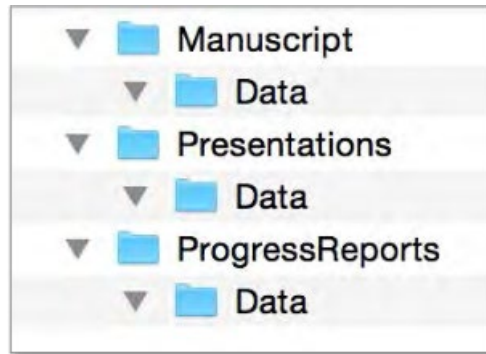 Manuscript
Data
Presentations
Data
ProgressReports
Data